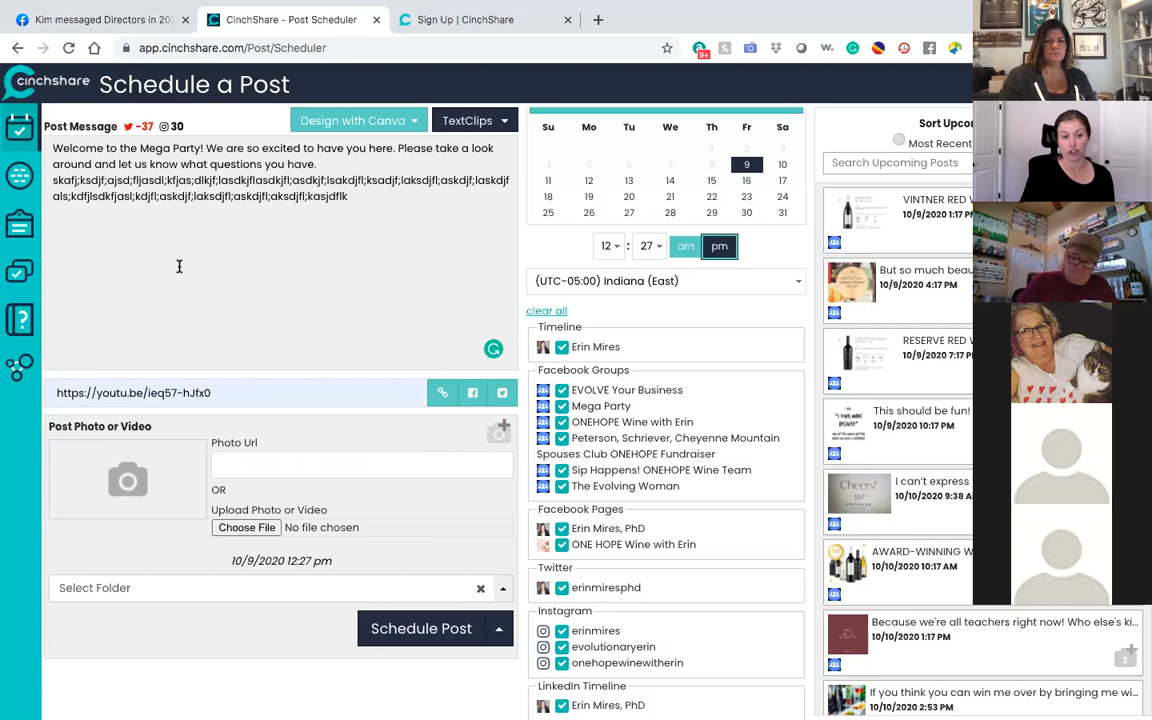 Kim messaged Directors in 202
CinchShare - Post Scheduler
Sign Up | CinchShare
app.cinchshare.com/Post/Scheduler
9+
W.
cinchshare
Schedule a Post
Post Message -37 30
Design with Canva
TextClips
Welcome to the Mega Party! We are so excited to have you here. Please take a look
around and let us know what questions you have.
skafj;ksdjf;ajsd;fljasdl;kfjas;dlkjf;lasdkjflasdkjfl;asdkjf;lsakdjfl;ksadjf;laksdjfl;askdjf;laskdjf
als;kdfjlsdkfjasl;kdjfl;askdjf;laksdjfl;askdjfl;aksdjfl;kasjdflk
https://youtu.be/ieq57-hJfx0
Post Photo or Video
Photo Url
OR
Upload Photo or Video
Choose File No file chosen
10/9/2020 12:27 pm
Select Folder
Schedule Post
Su Mo Tu We Th Fr Sa
1 2 3
4 5 6 7 8 9 10
11 12 13 14 15 16 17
18 19 20 21 22 23 24
25 26 27 28 29 30 31
12 : 27 am pm
(UTC-05:00) Indiana (East)
clear all
Timeline
Erin Mires
Facebook Groups
EVOLVE Your Business
Mega Party
ONEHOPE Wine with Erin
Peterson, Schriever, Cheyenne Mountain
Spouses Club ONEHOPE Fundraiser
Sip Happens! ONEHOPE Wine Team
The Evolving Woman
Facebook Pages
Erin Mires, PhD
ONE HOPE Wine with Erin
Twitter
erinmiresphd
Instagram
erinmires
evolutionaryerin
onehopewinewitherin
LinkedIn Timeline
Erin Mires, PhD
Sort Upcom
Most Recent
Search Upcoming Posts
VINTNER RED W
10/9/2020 1:17 PM
But so much beau
10/9/2020 4:17 PM
RESERVE RED
10/9/2020 7:17 P
This should be fun!
10/9/2020 10:17 PM
I can't express
10/10/2020 9:38 A
Cheers!
AWARD-WINNING W
10/10/2020 10:17 AM
Because we're all teachers right now! Who else's ki...
10/10/2020 1:17 PM
2
If you think you can win me over by bringing me wi...
10/10/2020 2:53 PM